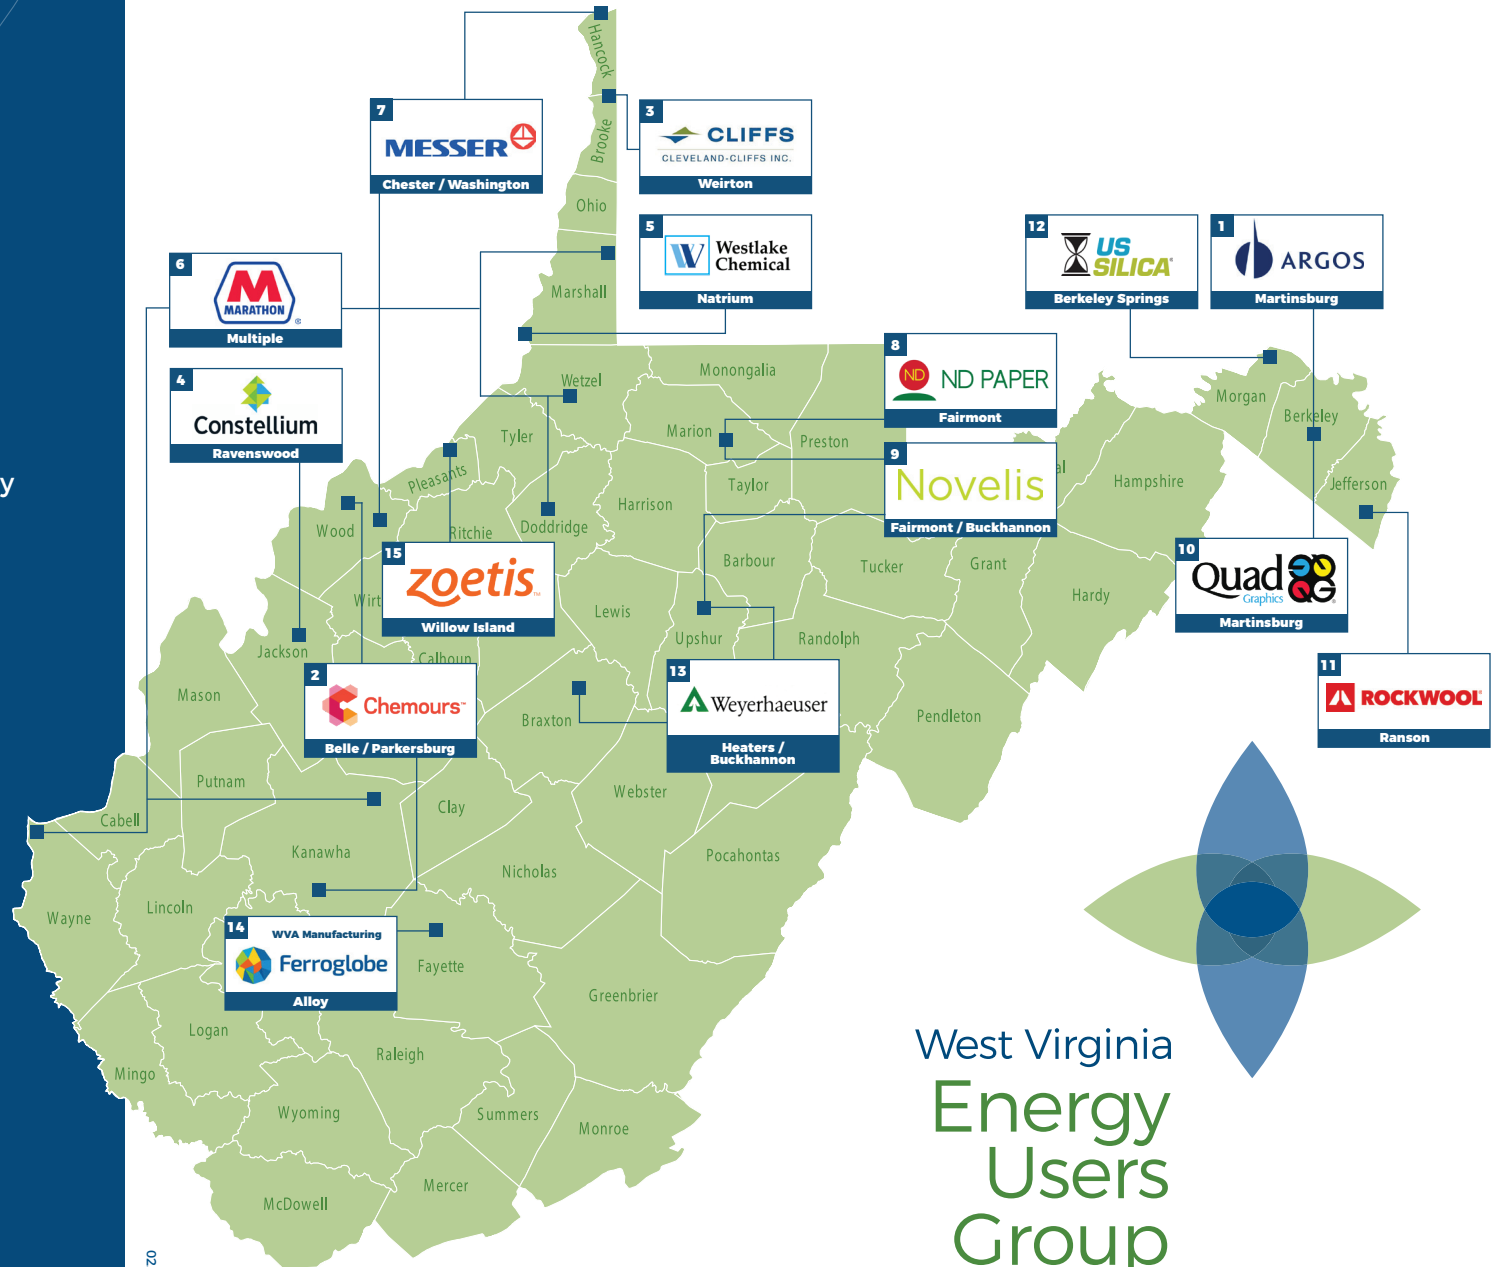 Hancock
7
MESSER
Chester / Washington
3
CLIFFS
CLEVELAND-CLIFFS INC.
Weirton
Brooke
Ohio
5
Westlake
Chemical
Natrium
12
US
SILICA
Berkeley Springs
1
ARGOS
Martinsburg
6
MARATHON
Multiple
Marshall
4
Constellium
Ravenswood
8
ND
ND PAPER
Fairmont
Wetzel
Monongalia
Morgan
Berkeley
Tyler
Marion
Preston
9
Novelis
Fairmont / Buckhannon
al
Hampshire
Jefferson
y
Pleasants
Taylor
Harrison
Wood
Ritchie
Doddridge
15
zoetis
Willow Island
Barbour
Tucker
Grant
10
Quad
Graphics
QG
Martinsburg
Wirt
Lewis
Hardy
Jackson
Calhoun
Upshur
Randolph
2
Chemours™
Belle / Parkersburg
13
Weyerhaeuser
Heaters /
Buckhannon
11
ROCKWOOL
Ranson
Mason
Braxton
Pendleton
Putnam
Webster
Cabell
Clay
Kanawha
Nicholas
Pocahontas
Wayne
Lincoln
14
WVA Manufacturing
Ferroglobe
Alloy
Fayette
Greenbrier
Logan
Raleigh
Mingo
Wyoming
Summers
Monroe
Mercer
McDowell
West Virginia
Energy
Users
Group
02